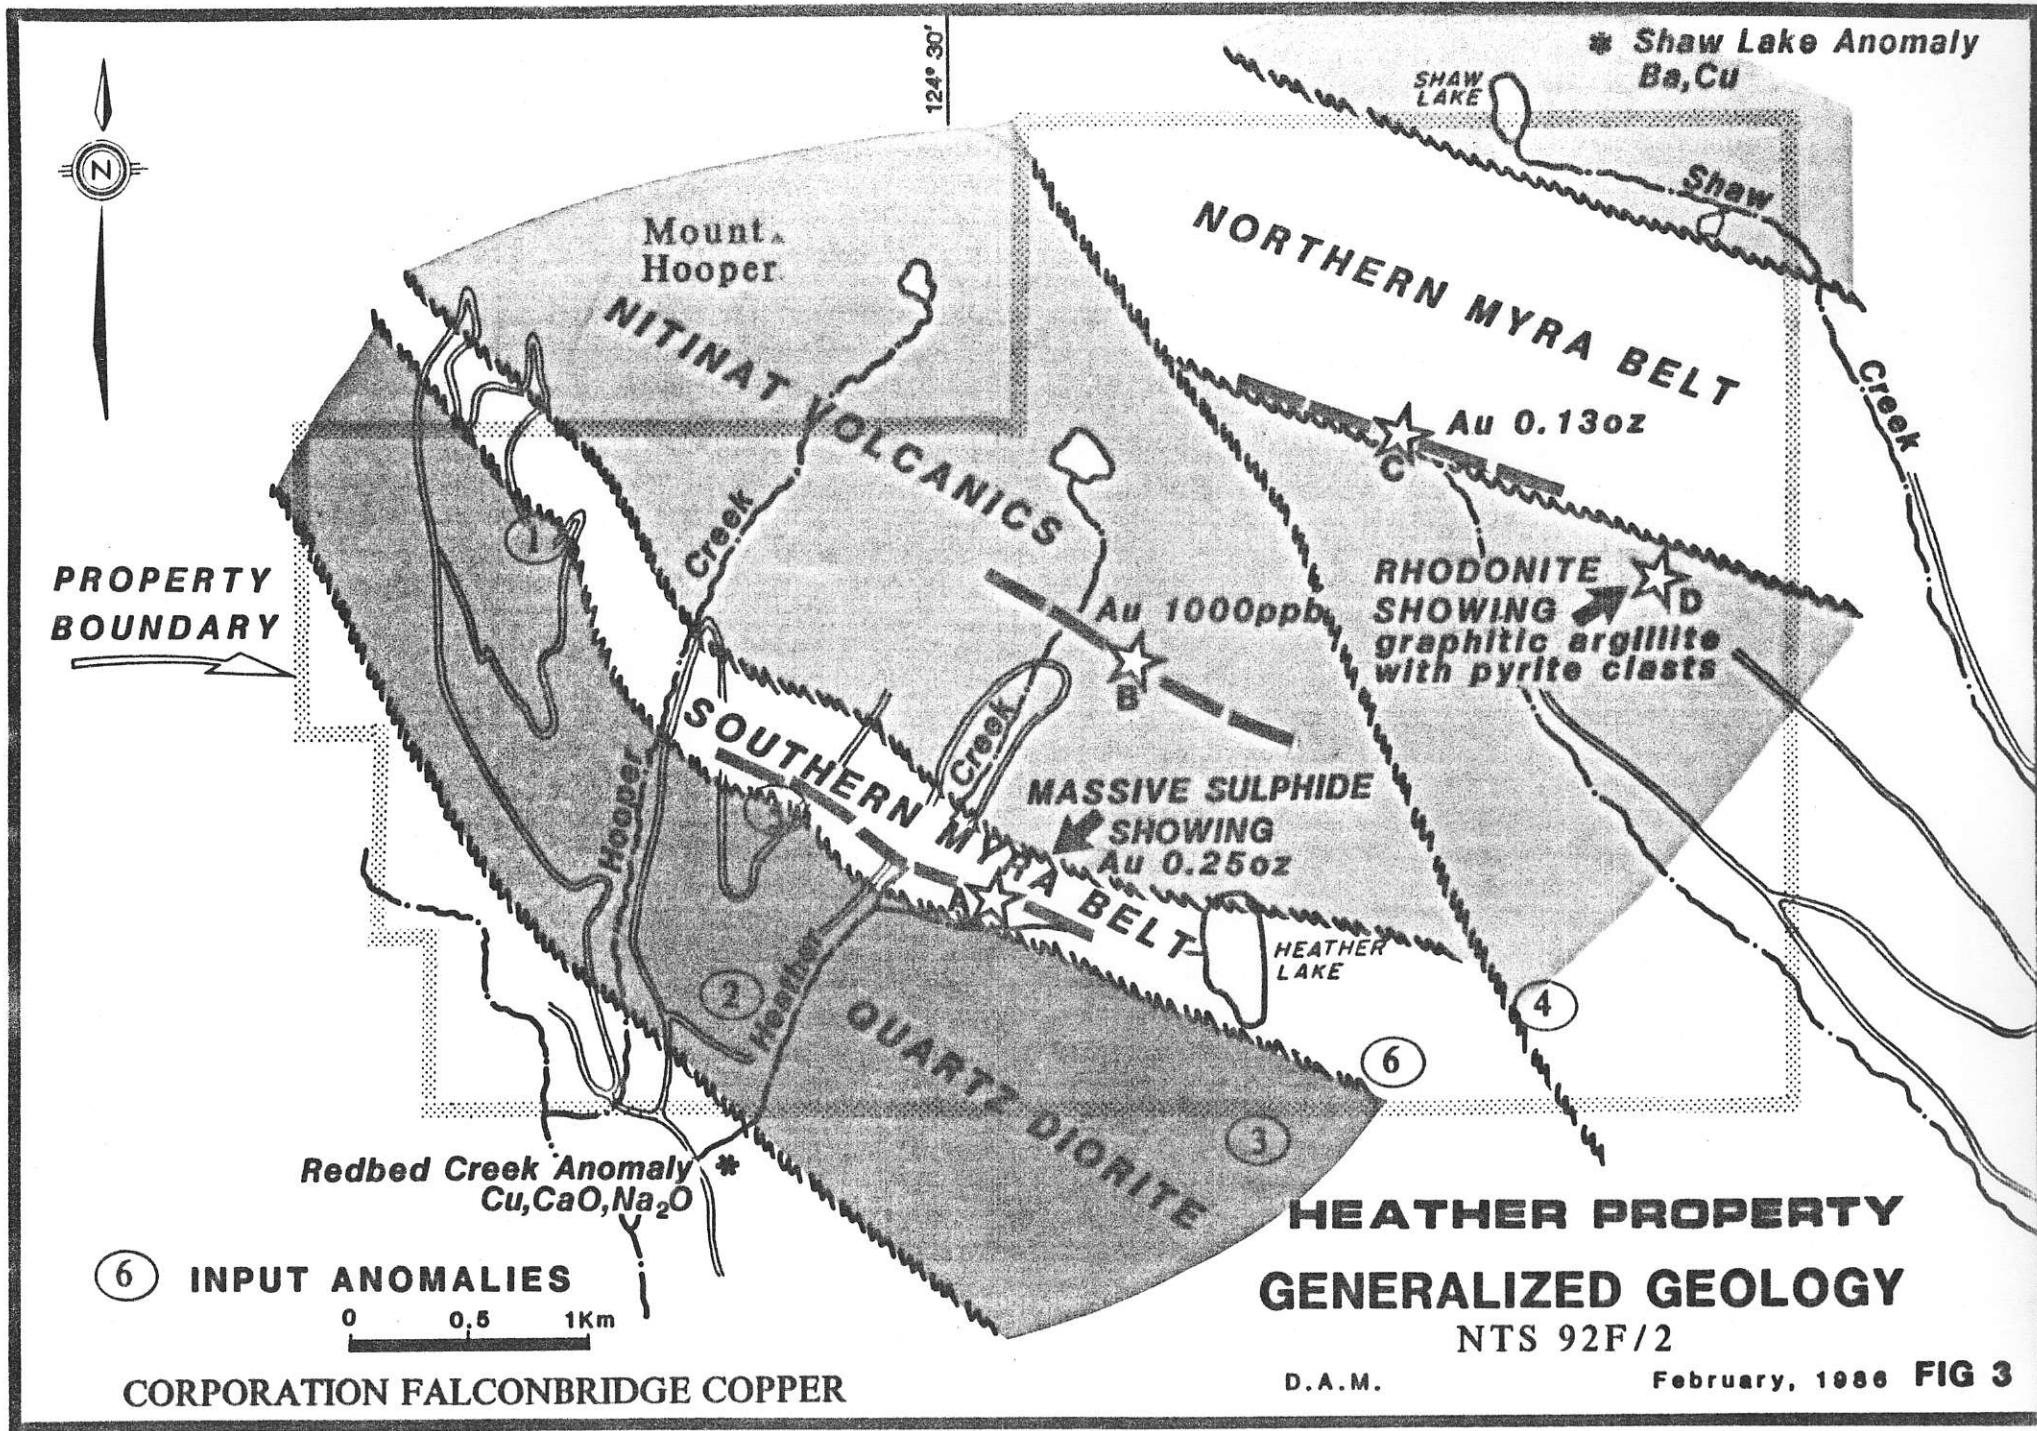 124° 30'
* Shaw Lake Anomaly
Ba,Cu
SHAW
LAKE
N
Shaw
Creek
Mount
Hooper
NORTHERN MYRA BELT
NITINAT VOLCANICS
Au 0.13oz
C
1
Creek
PROPERTY
BOUNDARY
RHODONITE
SHOWING
graphitic argillite
with pyrite clasts
D
Au 1000ppb
B
Creek
SOUTHERN MYRA BELT
MASSIVE SULPHIDE
SHOWING
Au 0.25oz
A
Hooper
HEATHER
LAKE
2
Heather
4
6
QUARTZ DIORITE
3
Redbed Creek Anomaly *
Cu,CaO,Na₂O
6 INPUT ANOMALIES
0 0.5 1Km
HEATHER PROPERTY
GENERALIZED GEOLOGY
NTS 92F/2
D.A.M. February, 1986 FIG 3
CORPORATION FALCONBRIDGE COPPER